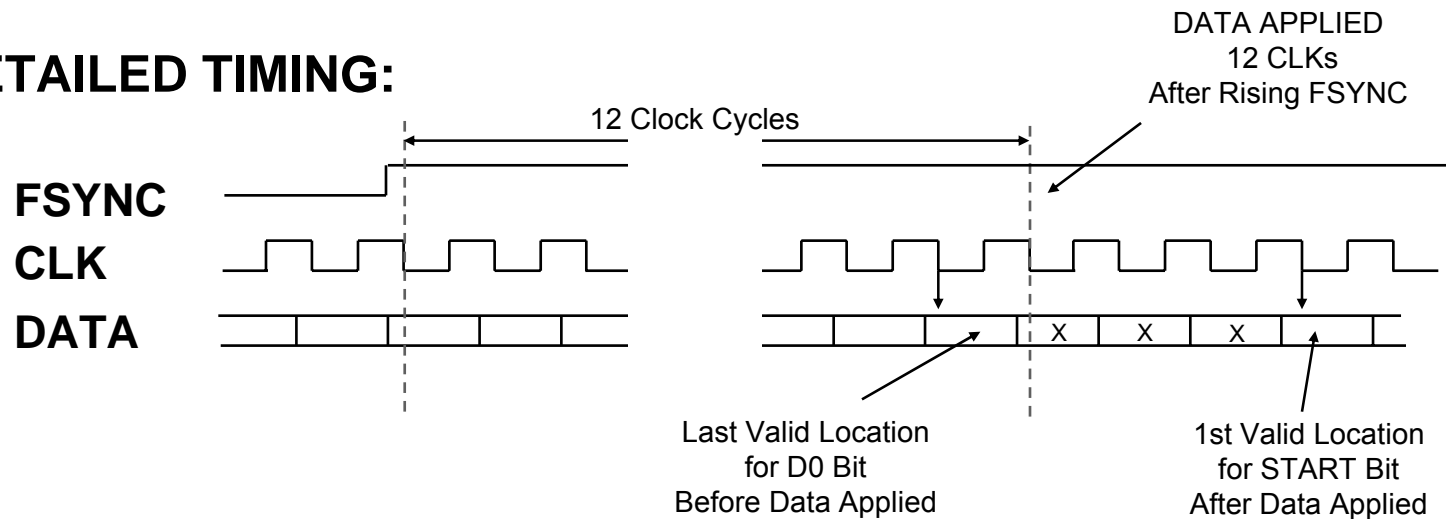 DATA APPLIED
12 CLKs
After Rising FSYNC
ETAILED TIMING:
12 Clock Cycles
FSYNC
CLK
DATA
X X X
Last Valid Location
for D0 Bit
Before Data Applied
1st Valid Location
for START Bit
After Data Applied